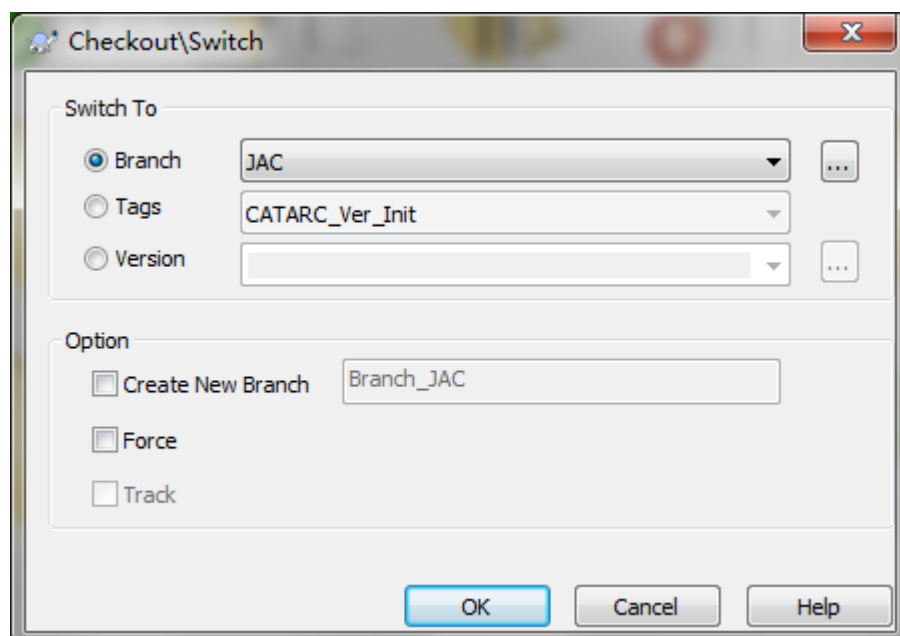 Checkout\Switch
Switch To
Branch
JAC
...
Tags
CATARC_Ver_Init
Version
...
Option
Create New Branch
Branch_JAC
Force
Track
OK
Cancel
Help